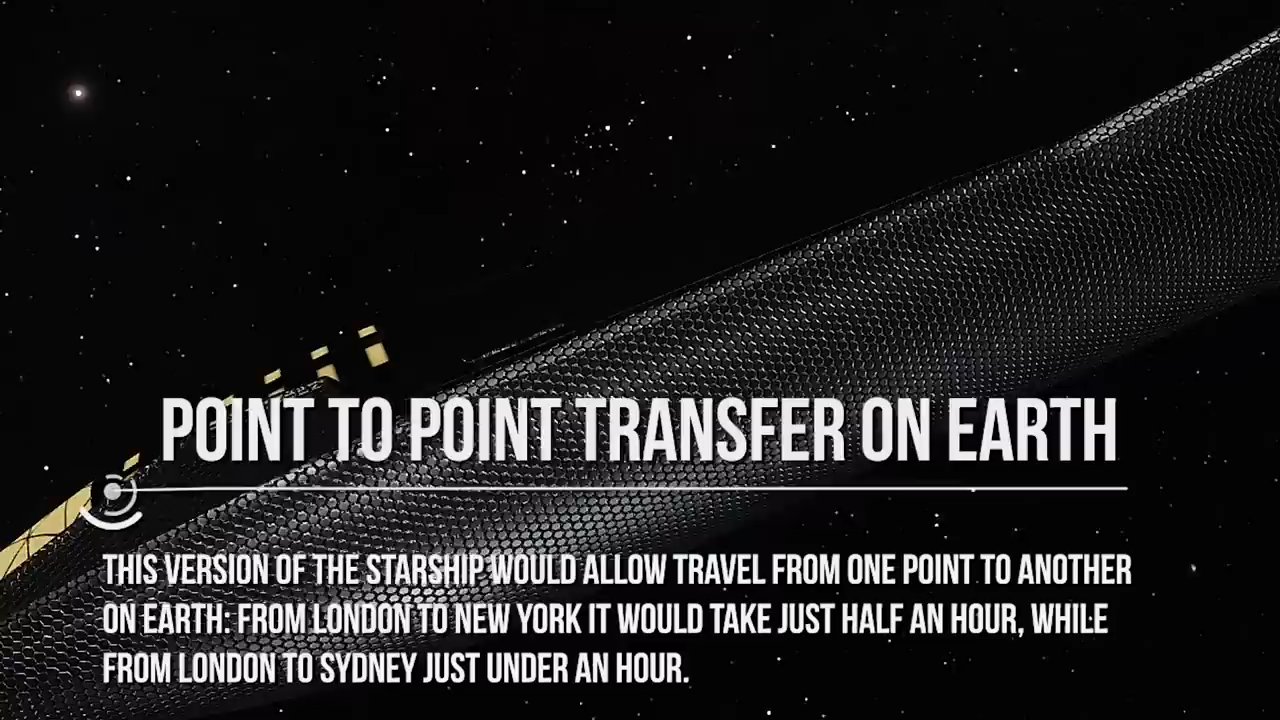 POINT TO POINT TRANSFER ON EARTH
THIS VERSION OF THE STARSHIP WOULD ALLOW TRAVEL FROM ONE POINT TO ANOTHER
ON EARTH: FROM LONDON TO NEW YORK IT WOULD TAKE JUST HALF AN HOUR, WHILE
FROM LONDON TO SYDNEY JUST UNDER AN HOUR.